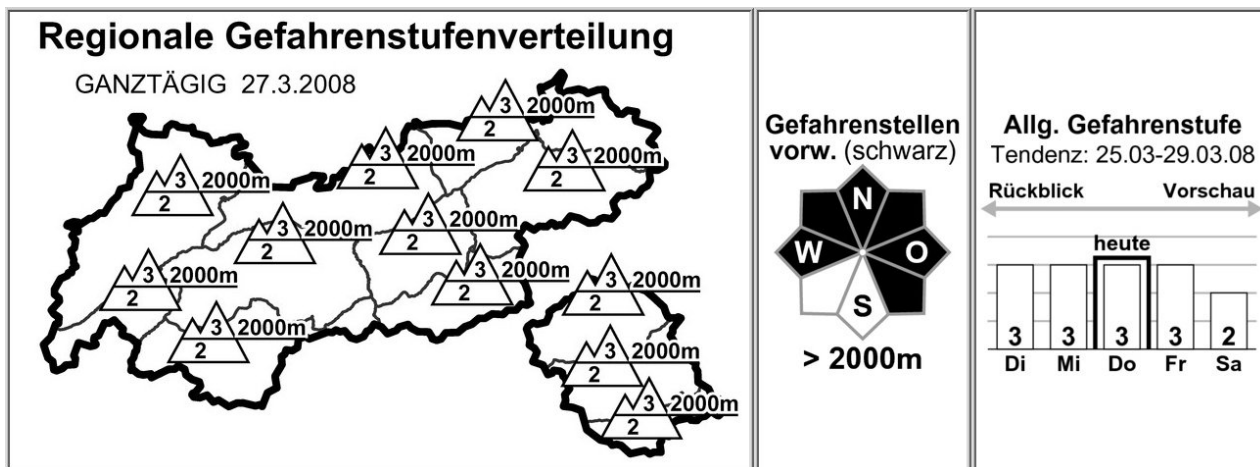 Regionale Gefahrenstufenverteilung
GANZTÄGIG 27.3.2008
3 2000m
2
3 2000m
2
3 2000m
2
3 2000m
2
3 2000m
2
3 2000m
2
3 2000m
2
3 2000m
2
3 2000m
2
3 2000m
2
3 2000m
2
3 2000m
2
Gefahrenstellen
vorw. (schwarz)
N
W O
S
> 2000m
Allg. Gefahrenstufe
Tendenz: 25.03-29.03.08
Rückblick Vorschau
heute
3 3 3 3 2
Di Mi Do Fr Sa